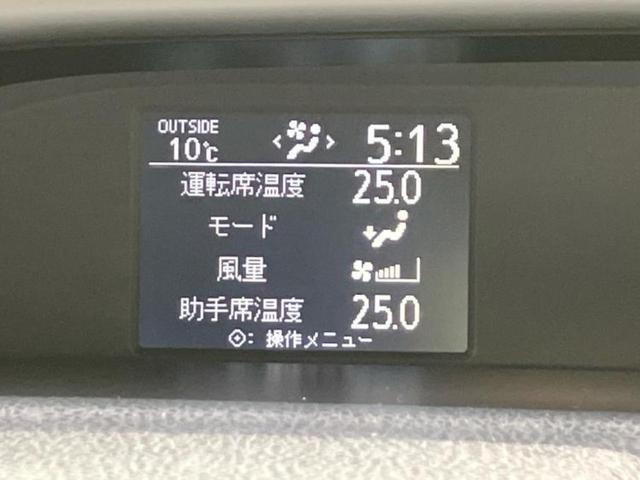 OUTSIDE
10℃ < > 5:13
運転席温度 25.0
モード
風量
助手席温度 25.0
: 操作メニュー